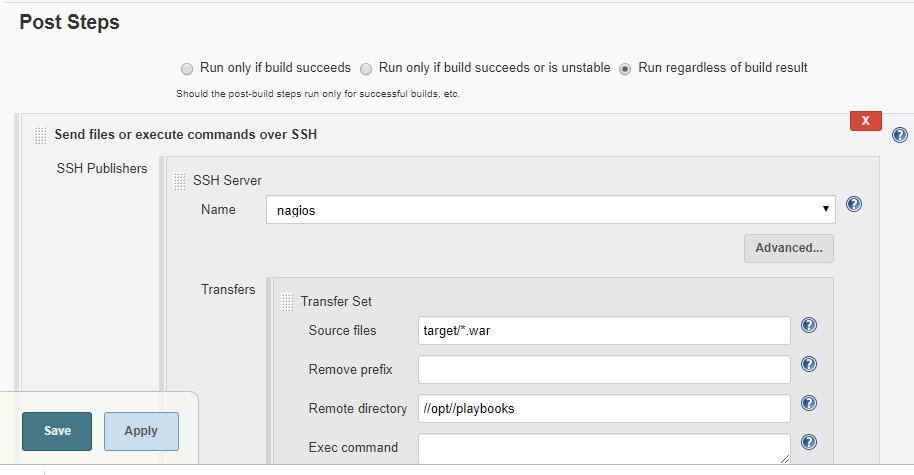 Post Steps
Run only if build succeeds Run only if build succeeds or is unstable Run regardless of build result
Should the post-build steps run only for successful builds, etc.
X
Send files or execute commands over SSH ?
SSH Publishers
SSH Server
Name nagios ?
Advanced...
Transfers
Transfer Set
Source files target/*.war ?
Remove prefix ?
Remote directory //opt//playbooks ?
Exec command ?
Save Apply